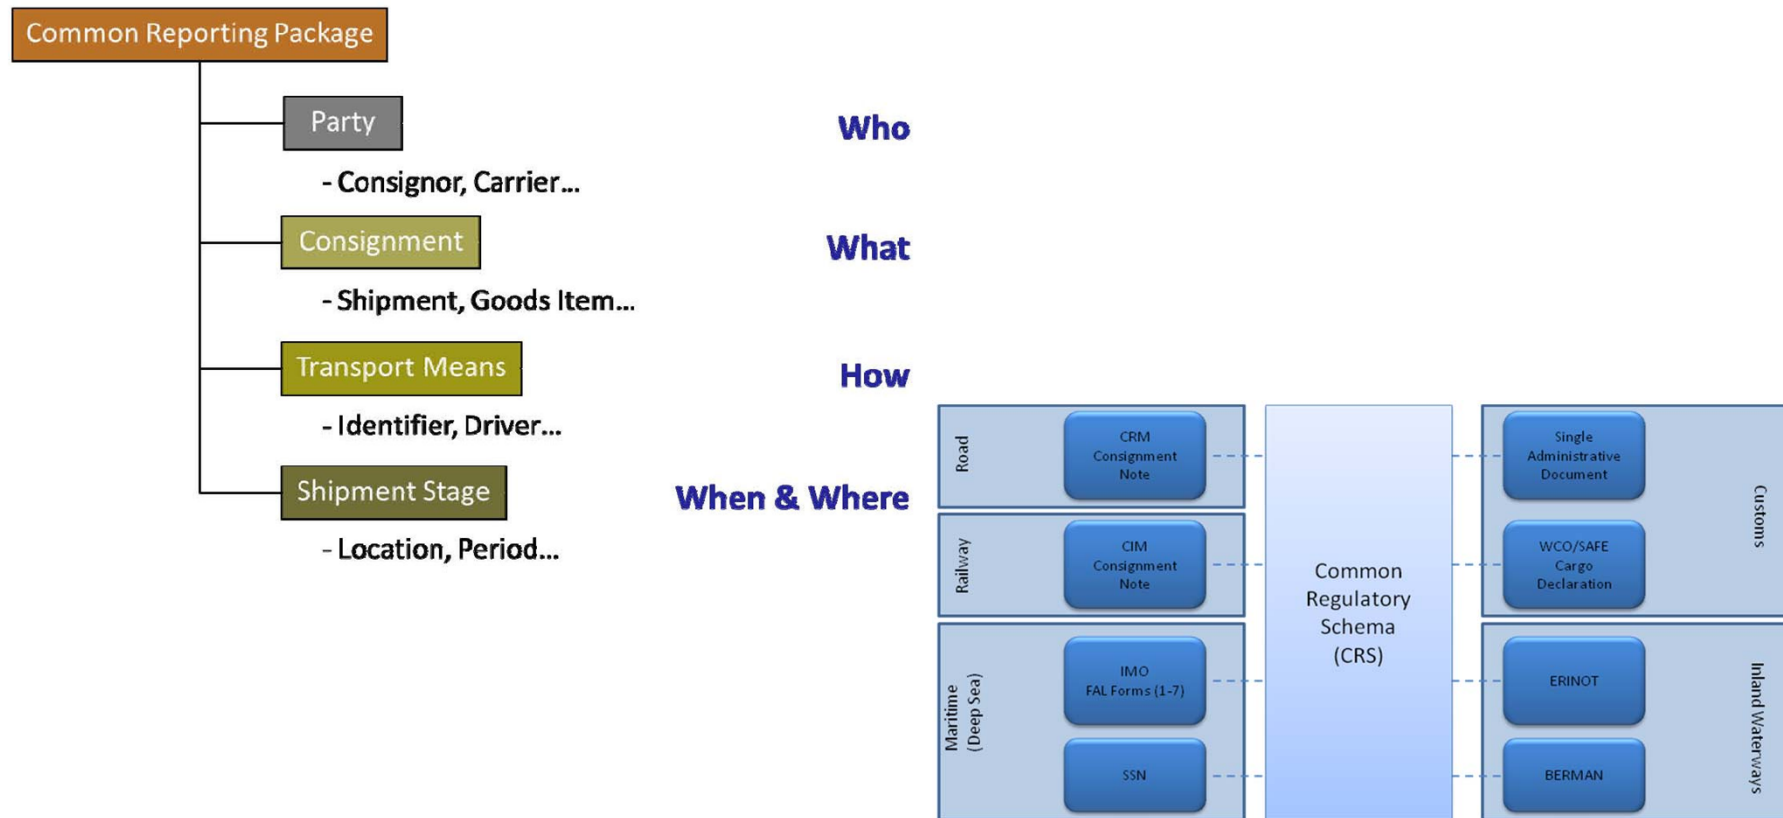 Common Reporting Package
Party
Who
- Consignor, Carrier...
Consignment
What
- Shipment, Goods Item...
Transport Means
How
- Identifier, Driver...
Shipment Stage
When & Where
- Location, Period...
Road
CRM
Consignment
Note
Railway
CIM
Consignment
Note
Maritime
(Deep Sea)
IMO
FAL Forms (1-7)
SSN
Common
Regulatory
Schema
(CRS)
Single
Administrative
Document
WCO/SAFE
Cargo
Declaration
Customs
ERINOT
BERMAN
Inland Waterways